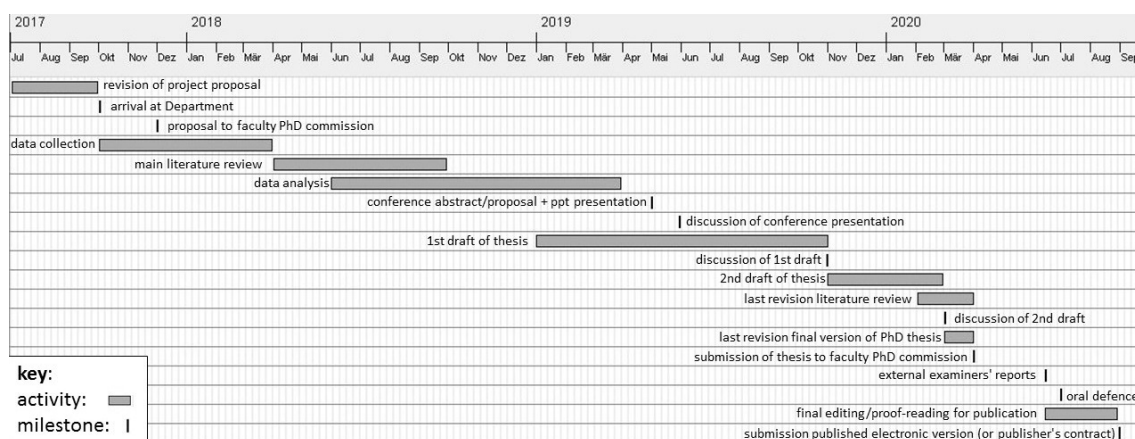 2017 2018 2019 2020
Jul Aug Sep Okt Nov Dez Jan Feb Mär Apr Mai Jun Jul Aug Sep Okt Nov Dez Jan Feb Mär Apr Mai Jun Jul Aug Sep Okt Nov Dez Jan Feb Mär Apr Mai Jun Jul Aug Sep
revision of project proposal
arrival at Department
proposal to faculty PhD commission
data collection
main literature review
data analysis
conference abstract/proposal + ppt presentation
discussion of conference presentation
1st draft of thesis
discussion of 1st draft
2nd draft of thesis
last revision literature review
discussion of 2nd draft
last revision final version of PhD thesis
submission of thesis to faculty PhD commission
external examiners' reports
oral defence
final editing/proof-reading for publication
submission published electronic version (or publisher's contract)
key:
activity:
milestone: